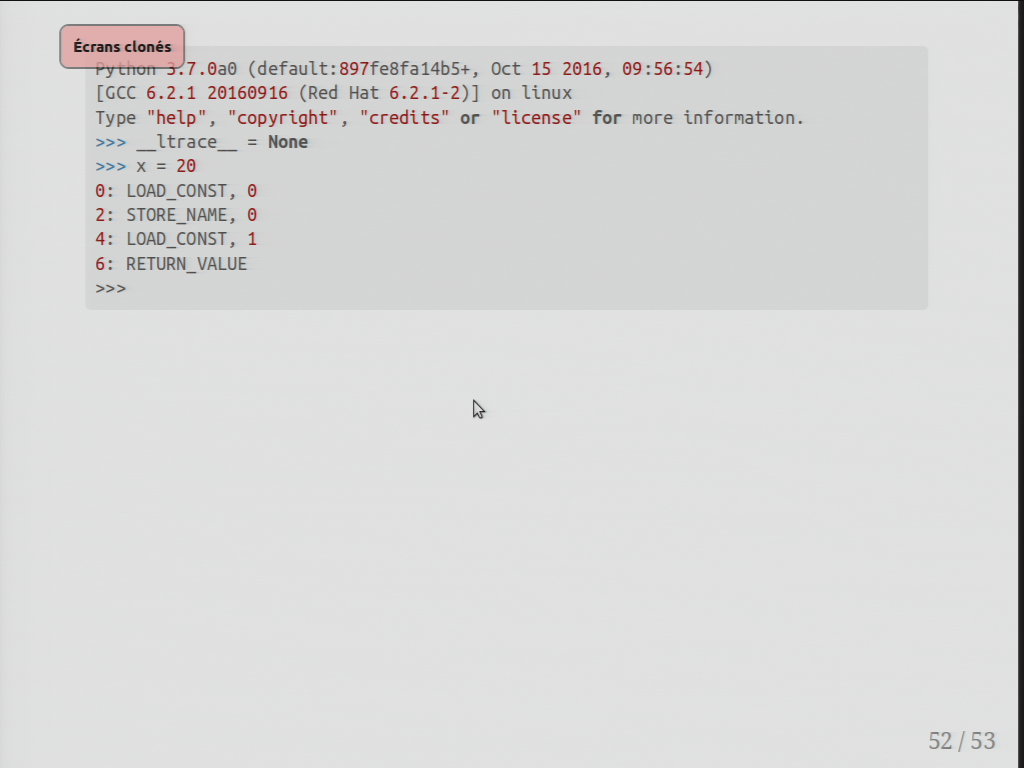 Écrans clonés
Python 3.7.0a0 (default:897fe8fa14b5+, Oct 15 2016, 09:56:54)
[GCC 6.2.1 20160916 (Red Hat 6.2.1-2)] on linux
Type "help", "copyright", "credits" or "license" for more information.
>>> __ltrace__ = None
>>> x = 20
0: LOAD_CONST, 0
2: STORE_NAME, 0
4: LOAD_CONST, 1
6: RETURN_VALUE
>>>
52 / 53